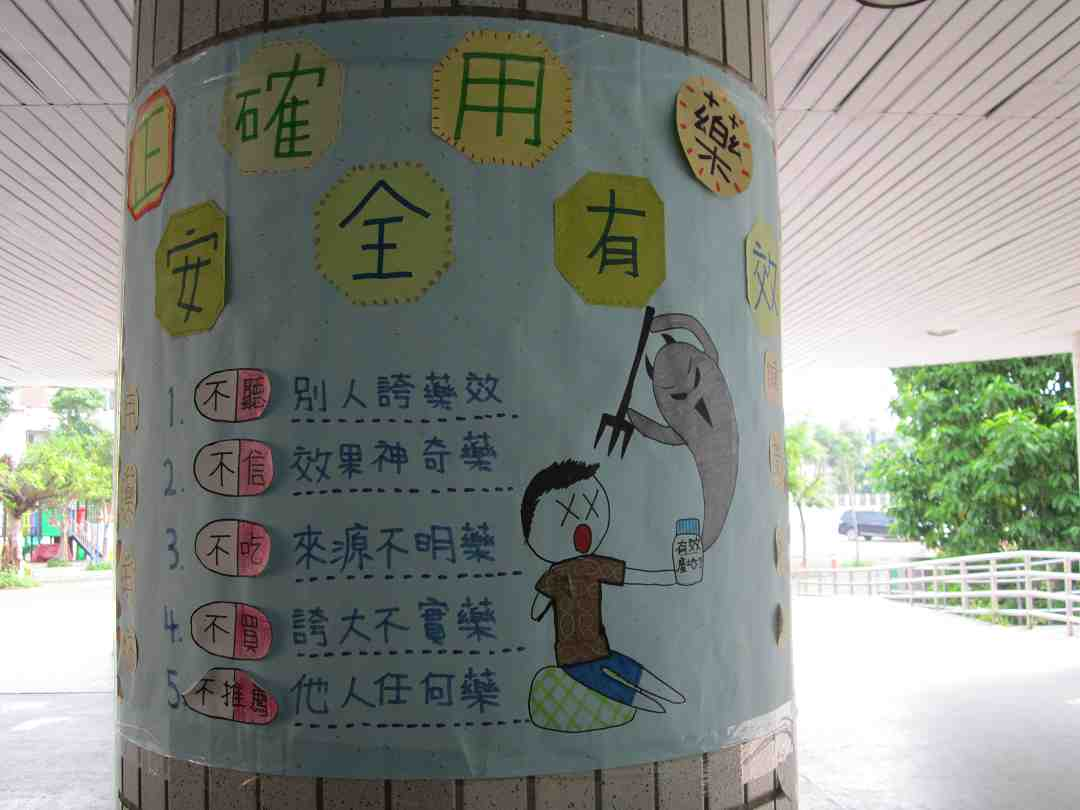 正確用藥
安全有效
1. 不聽 別人誇藥效
2. 不信 效果神奇藥
3. 不吃 來源不明藥
4. 不買 誇大不實藥
5. 不推薦 他人任何藥
有效